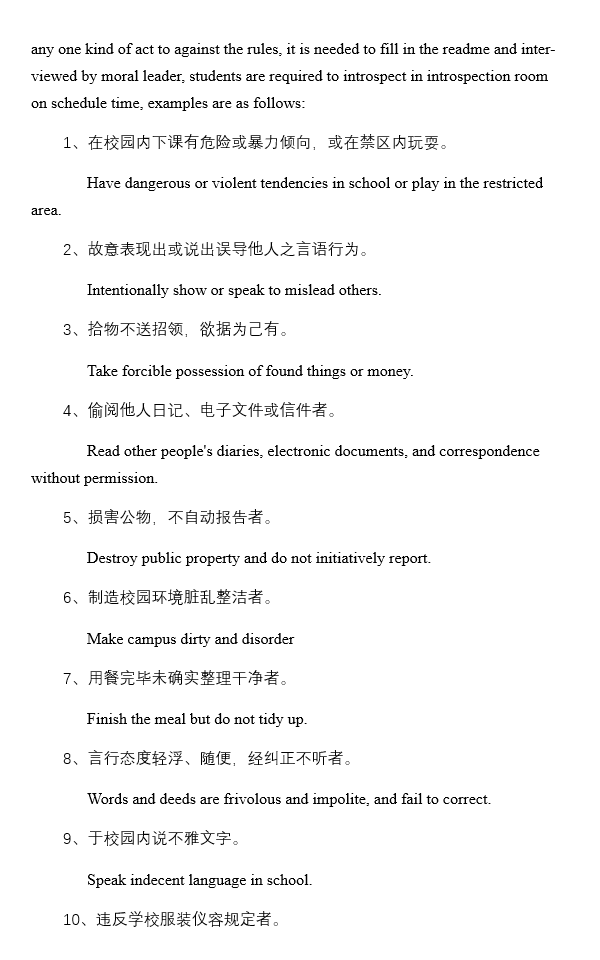 any one kind of act to against the rules, it is needed to fill in the readme and inter-
viewed by moral leader, students are required to introspect in introspection room
on schedule time, examples are as follows:
1、在校园内下课有危险或暴力倾向，或在禁区内玩耍。
Have dangerous or violent tendencies in school or play in the restricted
area.
2、故意表现出或说出误导他人之言语行为。
Intentionally show or speak to mislead others.
3、拾物不送招领，欲据为己有。
Take forcible possession of found things or money.
4、偷阅他人日记、电子文件或信件者。
Read other people's diaries, electronic documents, and correspondence
without permission.
5、损害公物，不自动报告者。
Destroy public property and do not initiatively report.
6、制造校园环境脏乱整洁者。
Make campus dirty and disorder
7、用餐完毕未确实整理干净者。
Finish the meal but do not tidy up.
8、言行态度轻浮、随便，经纠正不听者。
Words and deeds are frivolous and impolite, and fail to correct.
9、于校园内说不雅文字。
Speak indecent language in school.
10、违反学校服装仪容规定者。